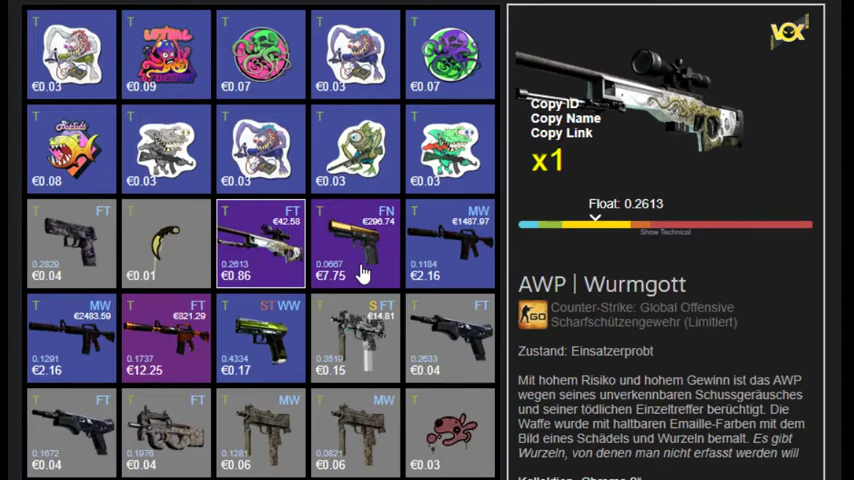 T
€0.03
T
LETHAL
€0.09
T
€0.07
T
€0.03
T
€0.07
T
€0.08
T
€0.03
T
€0.03
T
€0.03
T
€0.03
T FT
0.2829
€0.04
T
€0.01
T FT
€42.58
0.2613
€0.86
T FN
€296.74
0.0667
€7.75
T MW
€1487.97
0.1184
€2.16
T MW
€2483.59
0.1291
€2.16
T FT
€821.29
0.1737
€12.25
T ST WW
0.4334
€0.17
T S FT
€14.81
0.3519
€0.15
T FT
0.2633
€0.04
T FT
0.1672
€0.04
T FT
0.1976
€0.04
T MW
0.1281
€0.06
T MW
0.0821
€0.06
T
€0.03
VOX
Copy ID
Copy Name
Copy Link
x1
Float: 0.2613
Show Technical
AWP | Wurmgott
GO
Counter-Strike: Global Offensive
Scharfschützengewehr (Limitiert)
Zustand: Einsatzerprobt
Mit hohem Risiko und hohem Gewinn ist das AWP
wegen seines unverkennbaren Schussgeräusches
und seiner tödlichen Einzeltreffer berüchtigt. Die
Waffe wurde mit haltbaren Emaille-Farben mit dem
Bild eines Schädels und Wurzeln bemalt. Es gibt
Wurzeln, von denen man nicht erfasst werden will